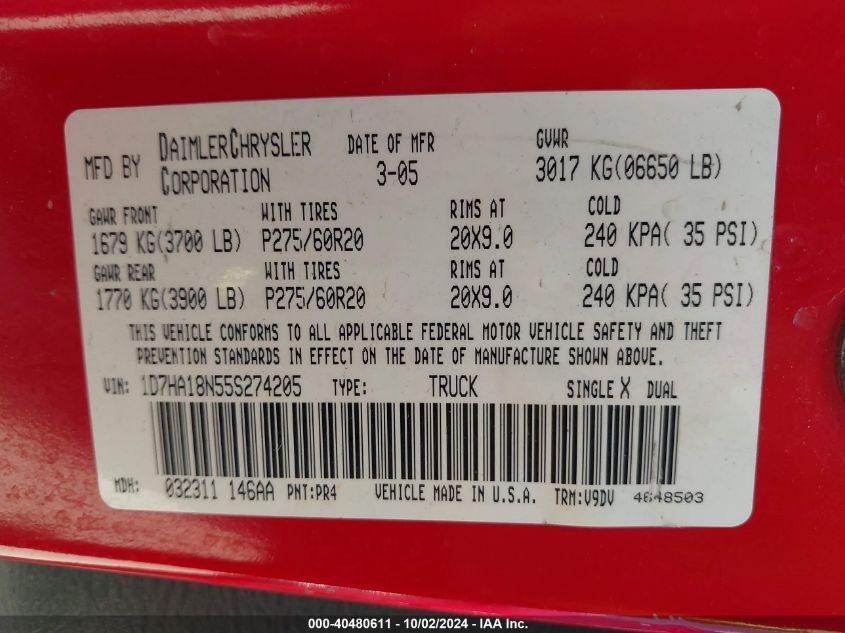 MFD BY DAIMLERCHRYSLER CORPORATION DATE OF MFR 3-05 GVWR 3017 KG(06650 LB)
GAWR FRONT WITH TIRES RIMS AT COLD
1679 KG(3700 LB) P275/60R20 20X9.0 240 KPA( 35 PSI)
GAWR REAR WITH TIRES RIMS AT COLD
1770 KG(3900 LB) P275/60R20 20X9.0 240 KPA( 35 PSI)
THIS VEHICLE CONFORMS TO ALL APPLICABLE FEDERAL MOTOR VEHICLE SAFETY AND THEFT
PREVENTION STANDARDS IN EFFECT ON THE DATE OF MANUFACTURE SHOWN ABOVE.
VIN: 1D7HA18N55S274205 TYPE: TRUCK SINGLE X DUAL
MDH: 032311 146AA PNT:PR4 VEHICLE MADE IN U.S.A. TRM:V9DV 4648503
000-40480611 - 10/02/2024 - © Copyright 2024 IAA, Inc.